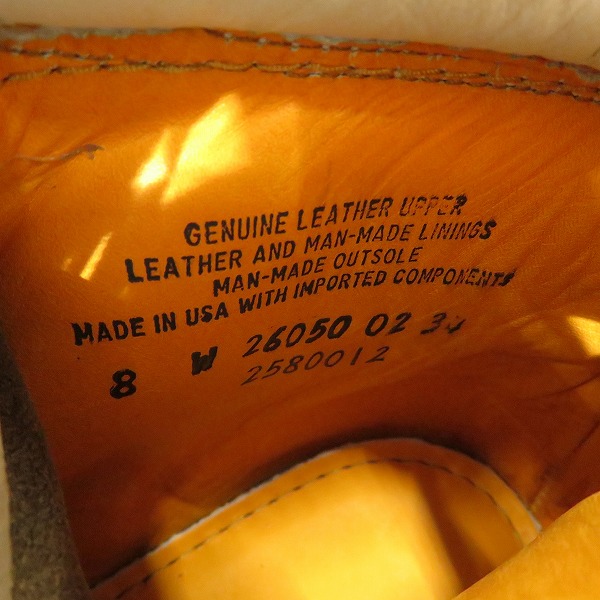 GENUINE LEATHER UPPER
LEATHER AND MAN-MADE LININGS
MAN-MADE OUTSOLE
MADE IN USA WITH IMPORTED COMPONENTS
8 W 26050 02 34
2580012